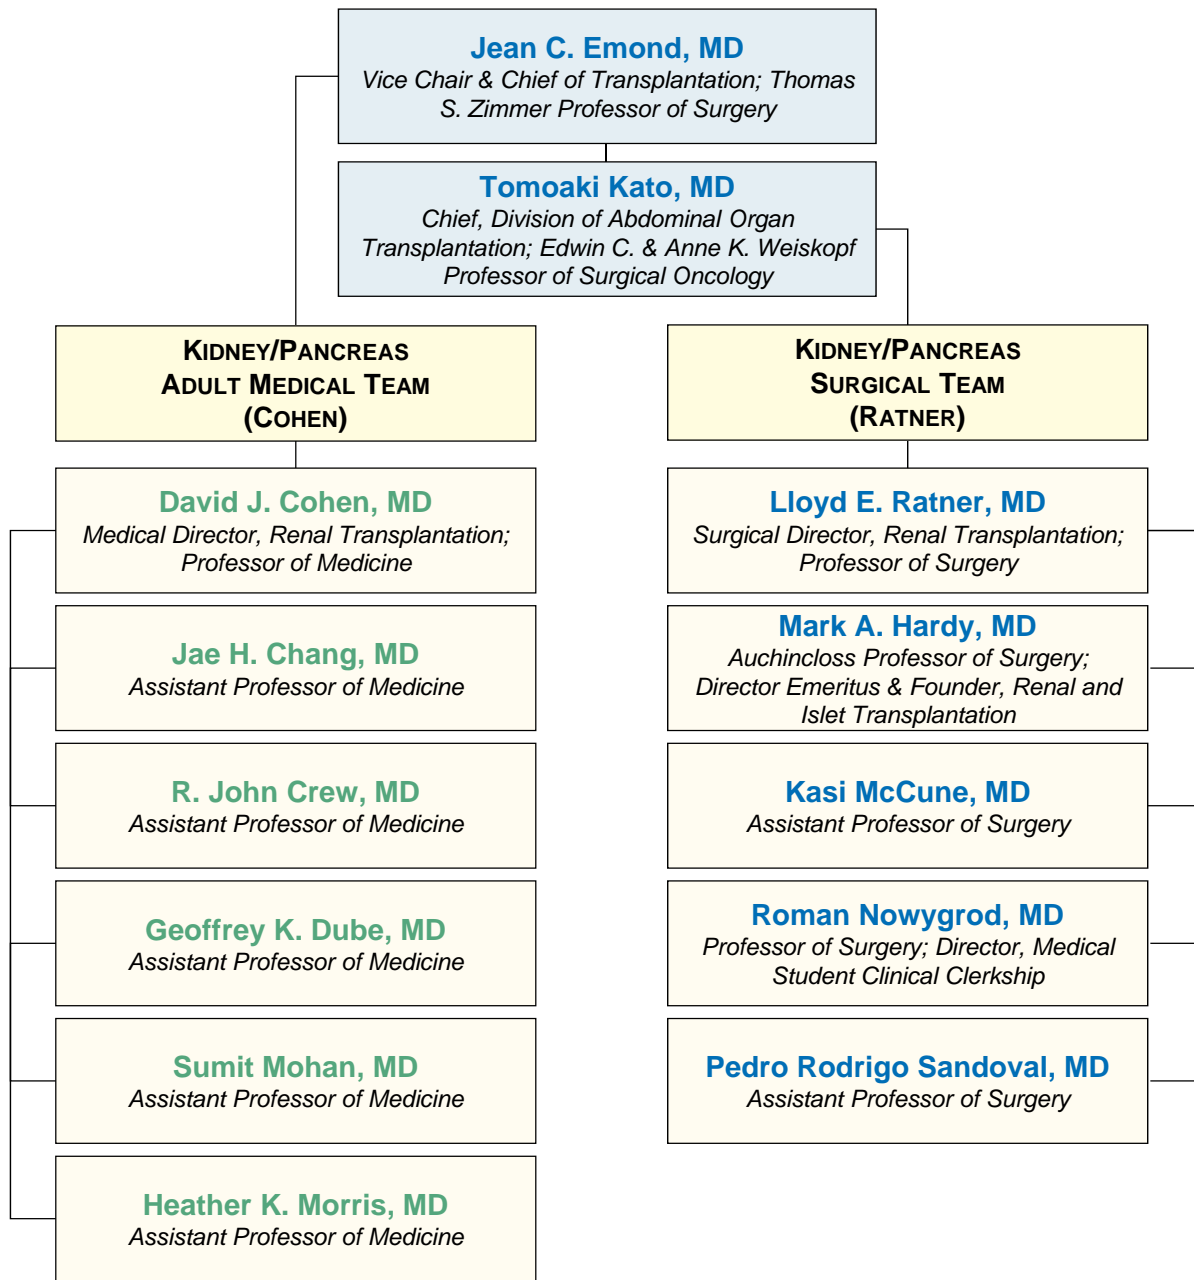 Jean C. Emond, MD
Vice Chair & Chief of Transplantation; Thomas
S. Zimmer Professor of Surgery
Tomoaki Kato, MD
Chief, Division of Abdominal Organ
Transplantation; Edwin C. & Anne K. Weiskopf
Professor of Surgical Oncology
KIDNEY/PANCREAS
ADULT MEDICAL TEAM
(COHEN)
David J. Cohen, MD
Medical Director, Renal Transplantation;
Professor of Medicine
Jae H. Chang, MD
Assistant Professor of Medicine
R. John Crew, MD
Assistant Professor of Medicine
Geoffrey K. Dube, MD
Assistant Professor of Medicine
Sumit Mohan, MD
Assistant Professor of Medicine
Heather K. Morris, MD
Assistant Professor of Medicine
KIDNEY/PANCREAS
SURGICAL TEAM
(RATNER)
Lloyd E. Ratner, MD
Surgical Director, Renal Transplantation;
Professor of Surgery
Mark A. Hardy, MD
Auchincloss Professor of Surgery;
Director Emeritus & Founder, Renal and
Islet Transplantation
Kasi McCune, MD
Assistant Professor of Surgery
Roman Nowygrod, MD
Professor of Surgery; Director, Medical
Student Clinical Clerkship
Pedro Rodrigo Sandoval, MD
Assistant Professor of Surgery